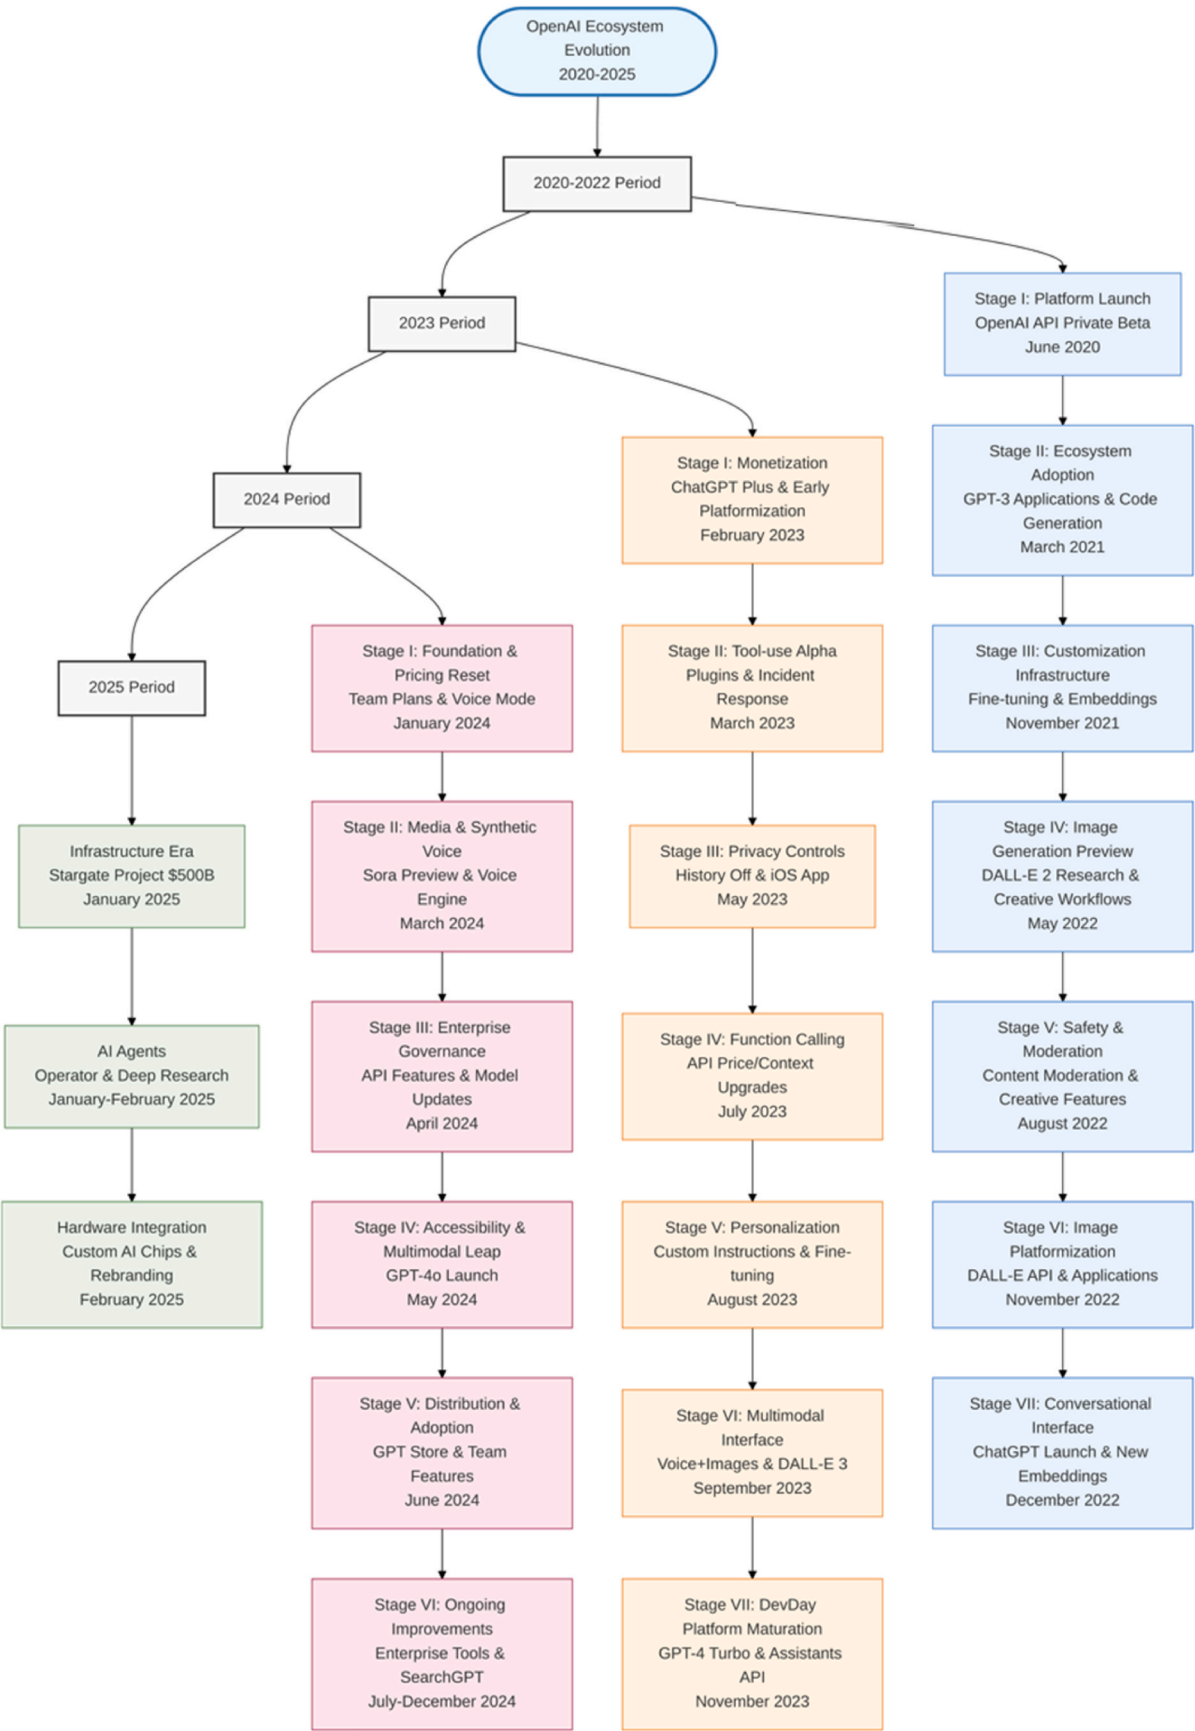 OpenAI Ecosystem
Evolution
2020-2025
2020-2022 Period
2023 Period
2024 Period
2025 Period
Stage I: Platform Launch
OpenAI API Private Beta
June 2020
Stage II: Ecosystem
Adoption
GPT-3 Applications & Code
Generation
March 2021
Stage III: Customization
Infrastructure
Fine-tuning & Embeddings
November 2021
Stage IV: Image
Generation Preview
DALL-E 2 Research &
Creative Workflows
May 2022
Stage V: Safety &
Moderation
Content Moderation &
Creative Features
August 2022
Stage VI: Image
Platformization
DALL-E API & Applications
November 2022
Stage VII: Conversational
Interface
ChatGPT Launch & New
Embeddings
December 2022
Stage I: Monetization
ChatGPT Plus & Early
Platformization
February 2023
Stage II: Tool-use Alpha
Plugins & Incident
Response
March 2023
Stage III: Privacy Controls
History Off & iOS App
May 2023
Stage IV: Function Calling
API Price/Context
Upgrades
July 2023
Stage V: Personalization
Custom Instructions & Fine-
tuning
August 2023
Stage VI: Multimodal
Interface
Voice+Images & DALL-E 3
September 2023
Stage VII: DevDay
Platform Maturation
GPT-4 Turbo & Assistants
API
November 2023
Stage I: Foundation &
Pricing Reset
Team Plans & Voice Mode
January 2024
Stage II: Media & Synthetic
Voice
Sora Preview & Voice
Engine
March 2024
Stage III: Enterprise
Governance
API Features & Model
Updates
April 2024
Stage IV: Accessibility &
Multimodal Leap
GPT-4o Launch
May 2024
Stage V: Distribution &
Adoption
GPT Store & Team
Features
June 2024
Stage VI: Ongoing
Improvements
Enterprise Tools &
SearchGPT
July-December 2024
Infrastructure Era
Stargate Project $500B
January 2025
AI Agents
Operator & Deep Research
January-February 2025
Hardware Integration
Custom AI Chips &
Rebranding
February 2025